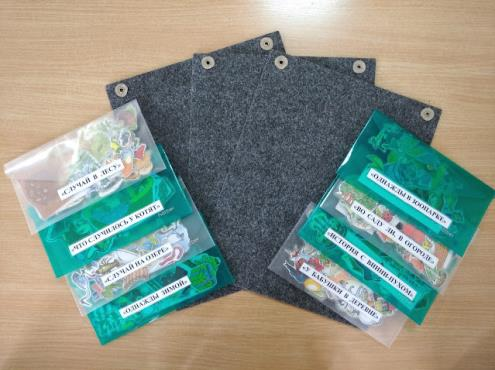 «СЛУЧАЙ В ЛЕСУ»
«ЧТО СЛУЧИЛОСЬ У КОТЯТ»
«СЛУЧАЙ НА ОЗЕРЕ»
«ОДНАЖДЫ ЗИМОЙ»
«ОДНАЖДЫ В ЗООПАРКЕ»
«ВО САДУ ЛИ, В ОГОРОДЕ»
«ИСТОРИЯ С ВИННИ-ПУХОМ»
«У БАБУШКИ В ДЕРЕВНЕ»